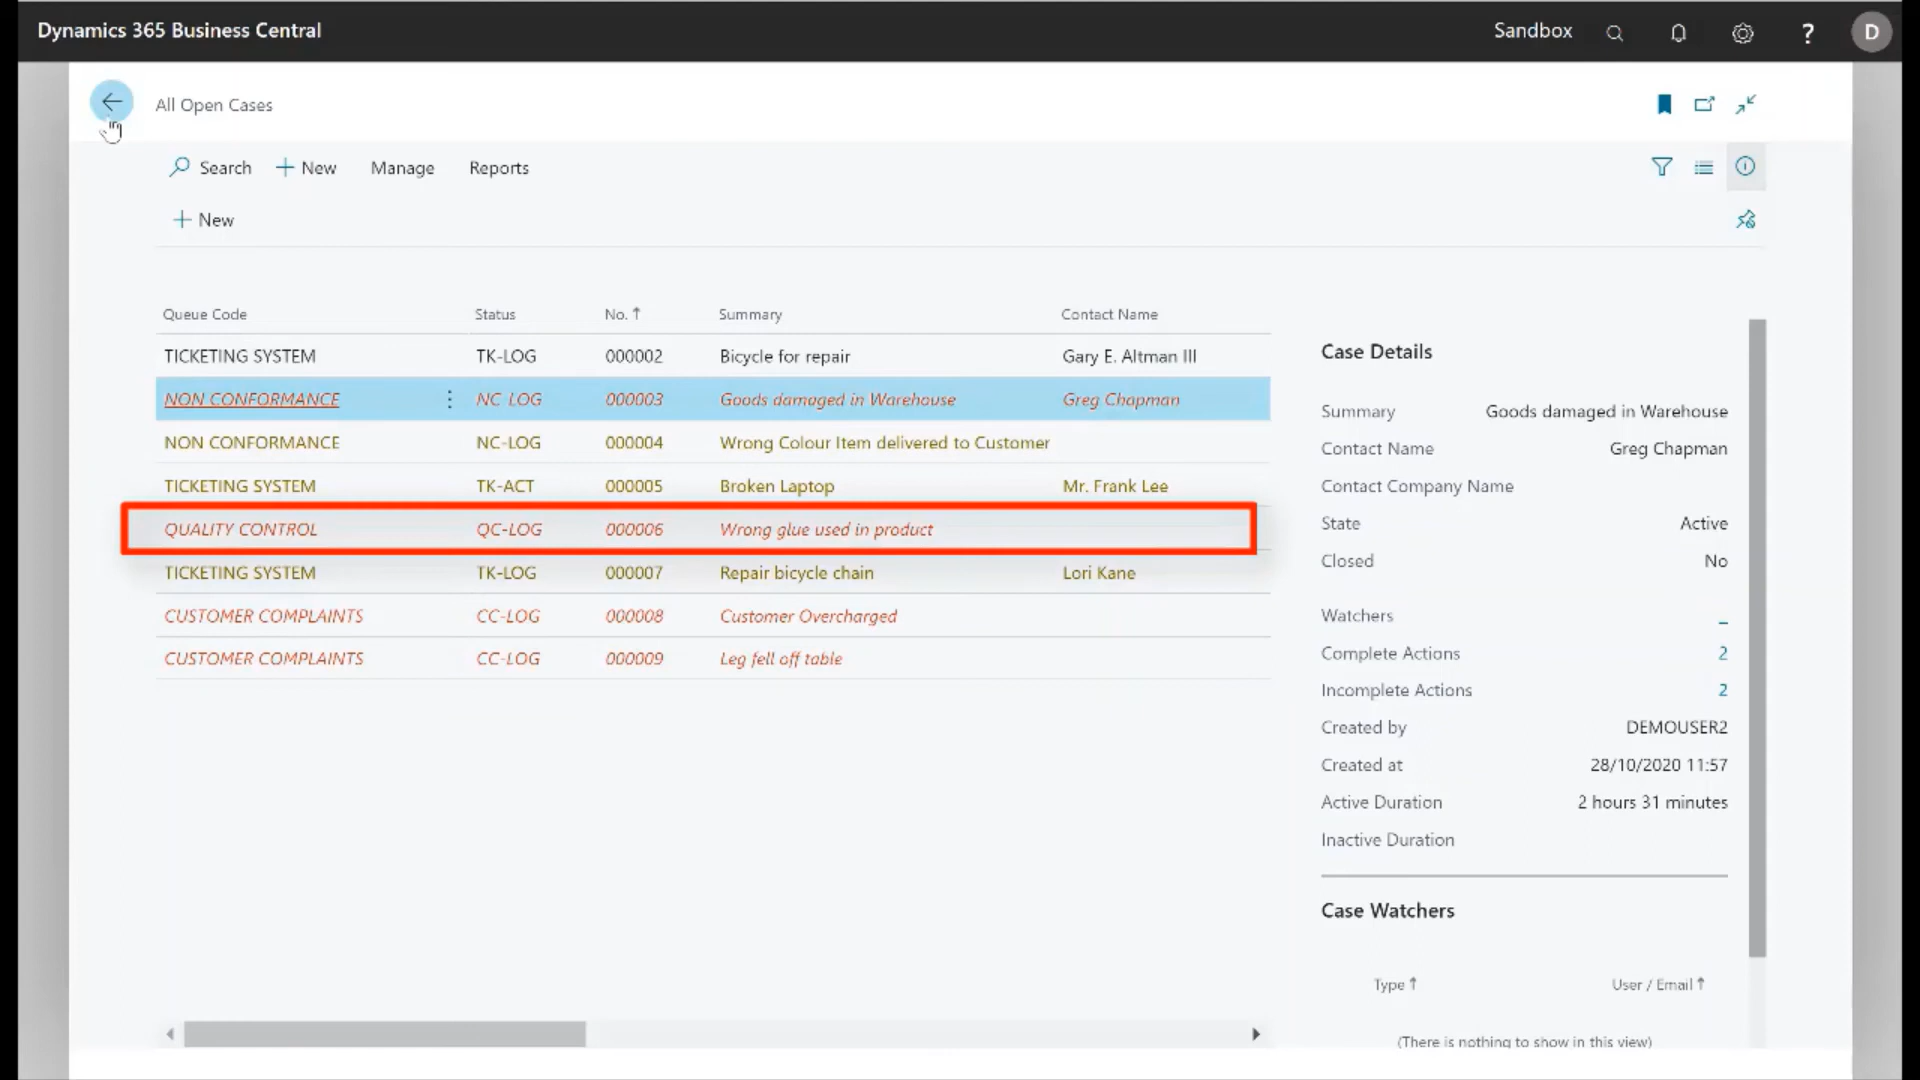 Dynamics 365 Business Central
Sandbox
?
D
All Open Cases
Search
New
Manage
Reports
New
Queue Code Status No. ↑ Summary Contact Name
TICKETING SYSTEM TK-LOG 000002 Bicycle for repair Gary E. Altman III
NON CONFORMANCE NC LOG 000003 Goods damaged in Warehouse Greg Chapman
NON CONFORMANCE NC-LOG 000004 Wrong Colour Item delivered to Customer
TICKETING SYSTEM TK-ACT 000005 Broken Laptop Mr. Frank Lee
QUALITY CONTROL QC-LOG 000006 Wrong glue used in product
TICKETING SYSTEM TK-LOG 000007 Repair bicycle chain Lori Kane
CUSTOMER COMPLAINTS CC-LOG 000008 Customer Overcharged
CUSTOMER COMPLAINTS CC-LOG 000009 Leg fell off table
Case Details
Summary Goods damaged in Warehouse
Contact Name Greg Chapman
Contact Company Name
State Active
Closed No
Watchers _
Complete Actions 2
Incomplete Actions 2
Created by DEMOUSER2
Created at 28/10/2020 11:57
Active Duration 2 hours 31 minutes
Inactive Duration
Case Watchers
Type ↑ User / Email ↑
(There is nothing to show in this view)